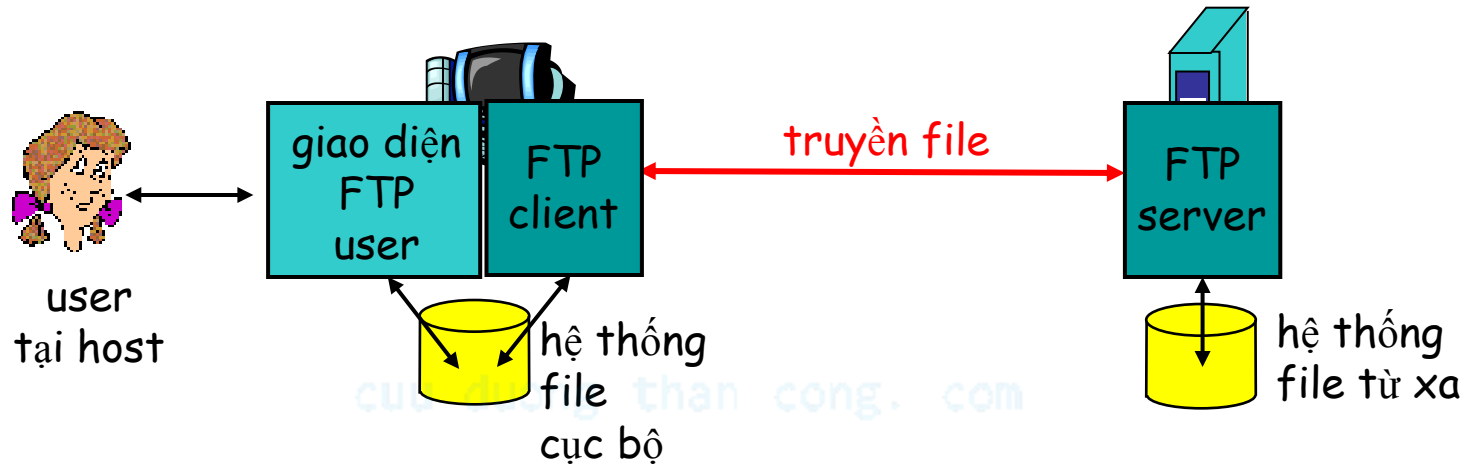 giao diện
FTP
user
FTP
client
truyền file
FTP
server
user
tại host
hệ thống
file
cục bộ
hệ thống
file từ xa
cuu duong than cong. com